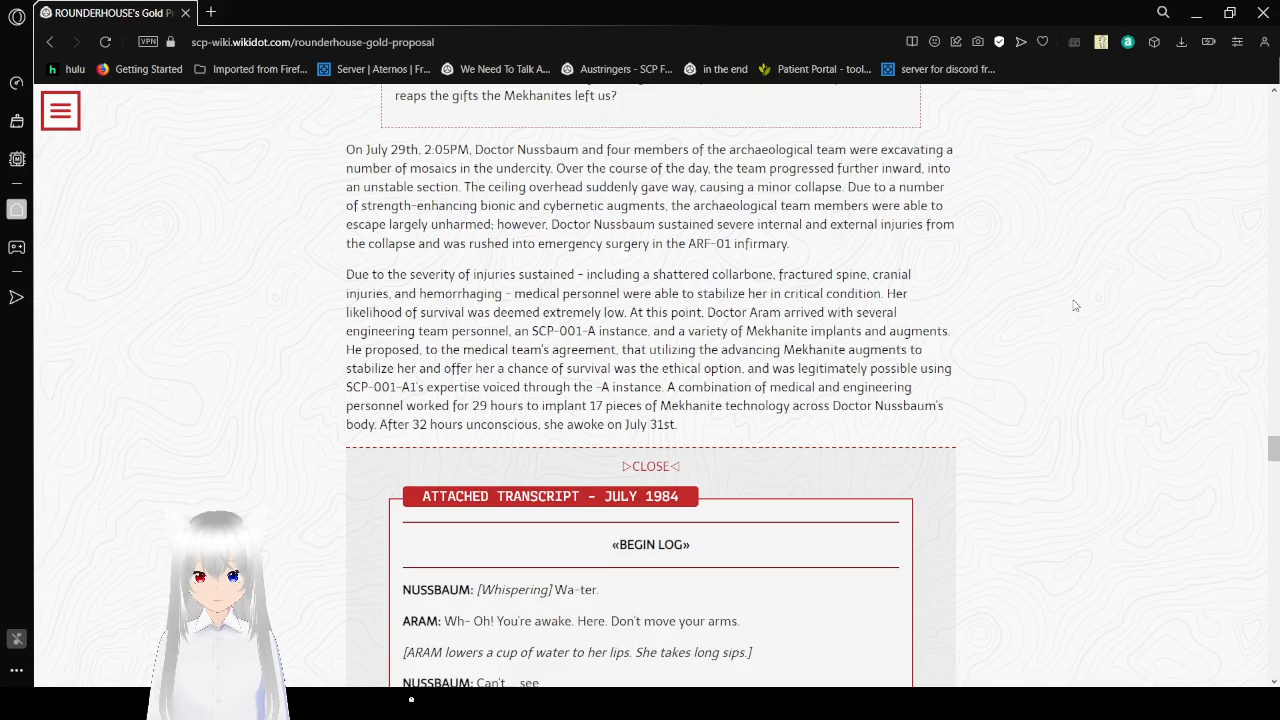 ROUNDERHOUSE's Gold P
scp-wiki.wikidot.com/rounderhouse-gold-proposal
VPN
hulu
Getting Started
Imported from Firef...
Server | Aternos | Fr...
We Need To Talk A...
Austringers - SCP F...
in the end
Patient Portal - tool...
server for discord fr...
reaps the gifts the Mekhanites left us?
On July 29th, 2:05PM, Doctor Nussbaum and four members of the archaeological team were excavating a
number of mosaics in the undercity. Over the course of the day, the team progressed further inward, into
an unstable section. The ceiling overhead suddenly gave way, causing a minor collapse. Due to a number
of strength-enhancing bionic and cybernetic augments, the archaeological team members were able to
escape largely unharmed; however, Doctor Nussbaum sustained severe internal and external injuries from
the collapse and was rushed into emergency surgery in the ARF-01 infirmary.
Due to the severity of injuries sustained - including a shattered collarbone, fractured spine, cranial
injuries, and hemorrhaging - medical personnel were able to stabilize her in critical condition. Her
likelihood of survival was deemed extremely low. At this point, Doctor Aram arrived with several
engineering team personnel, an SCP-001-A instance, and a variety of Mekhanite implants and augments.
He proposed, to the medical team's agreement, that utilizing the advancing Mekhanite augments to
stabilize her and offer her a chance of survival was the ethical option, and was legitimately possible using
SCP-001-A1's expertise voiced through the -A instance. A combination of medical and engineering
personnel worked for 29 hours to implant 17 pieces of Mekhanite technology across Doctor Nussbaum's
body. After 32 hours unconscious, she awoke on July 31st.
▷CLOSE◁
ATTACHED TRANSCRIPT - JULY 1984
«BEGIN LOG»
NUSSBAUM: [Whispering] Wa-ter.
ARAM: Wh- Oh! You're awake. Here. Don't move your arms.
[ARAM lowers a cup of water to her lips. She takes long sips.]
NUSSBAUM: Can't... see